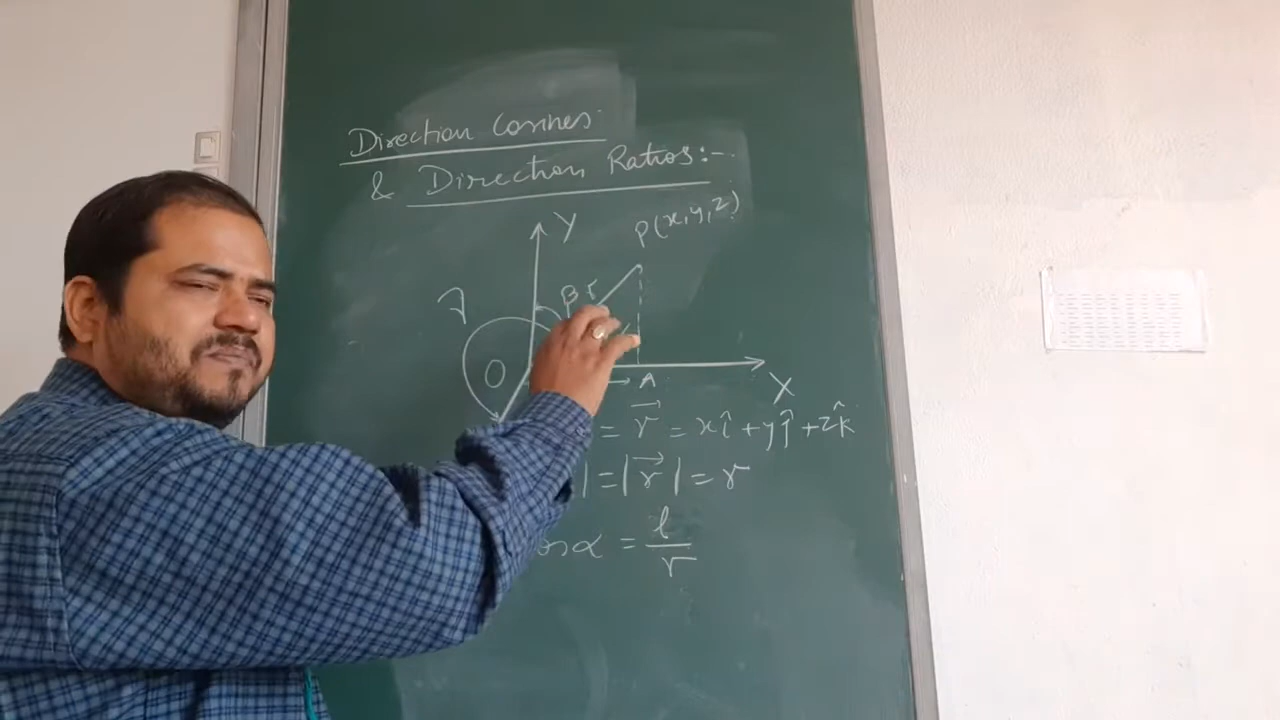 Direction Cosines
& Direction Ratios:-
Y
P(x,y,z)
β r
O
A
X
= r⃗ = xî + yĵ + zk̂
| = |r⃗| = r
osα = l/r